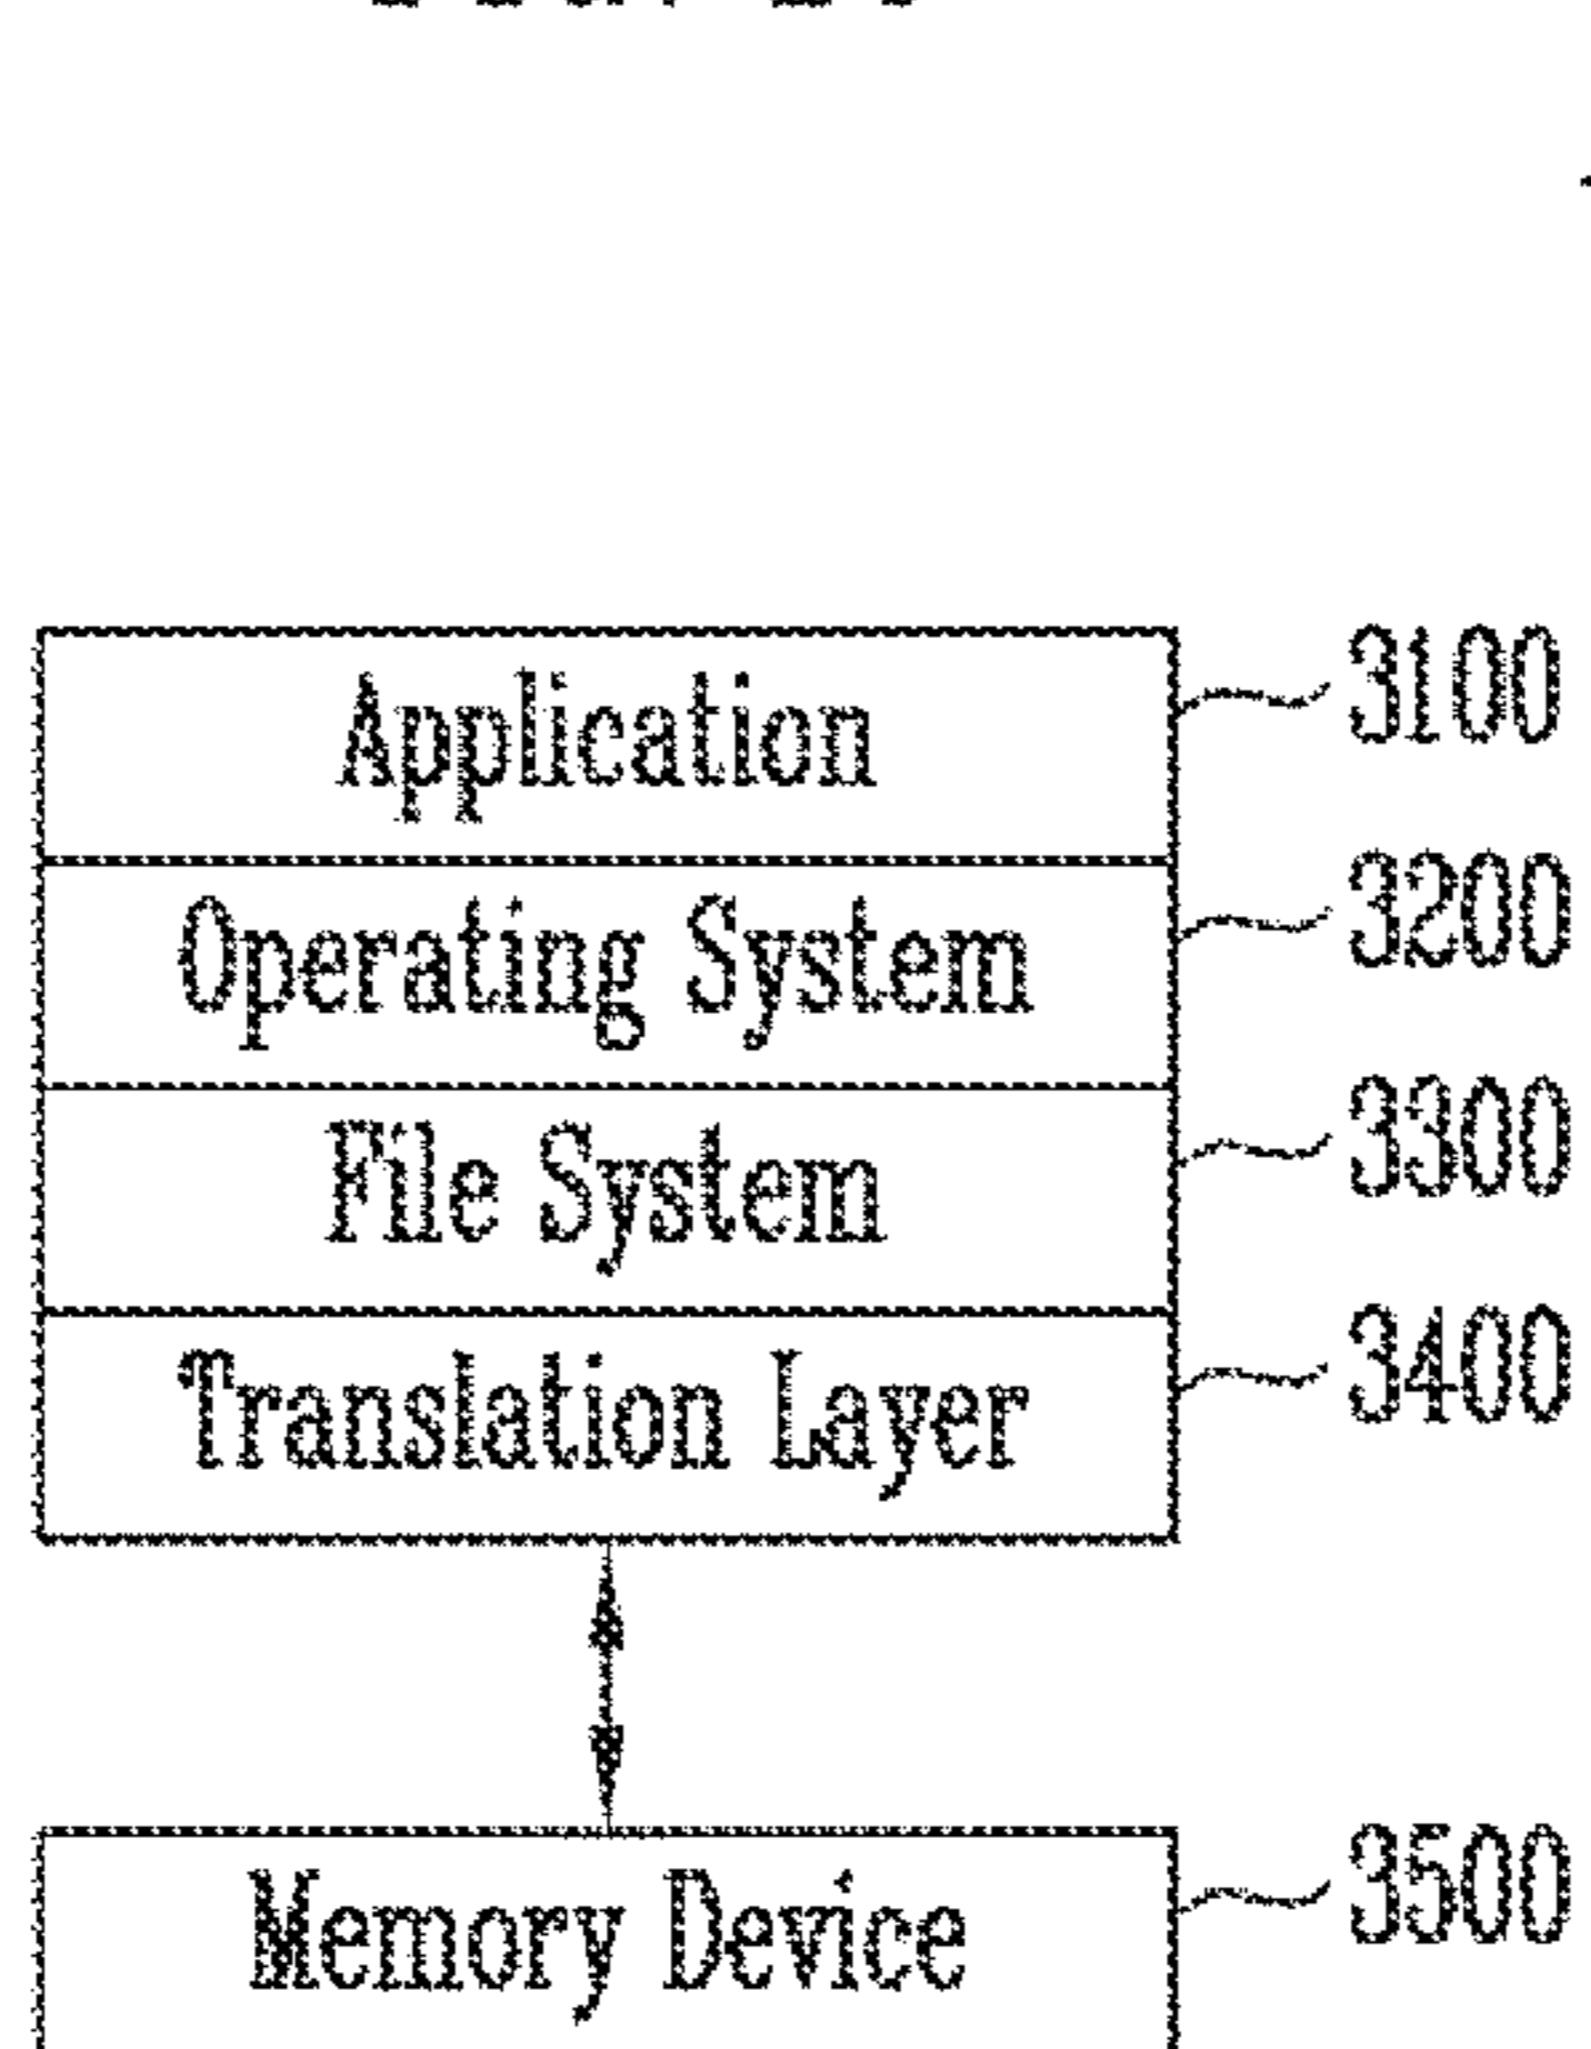 Application 3100
Operating System 3200
File System 3300
Translation Layer 3400
Memory Device 3500